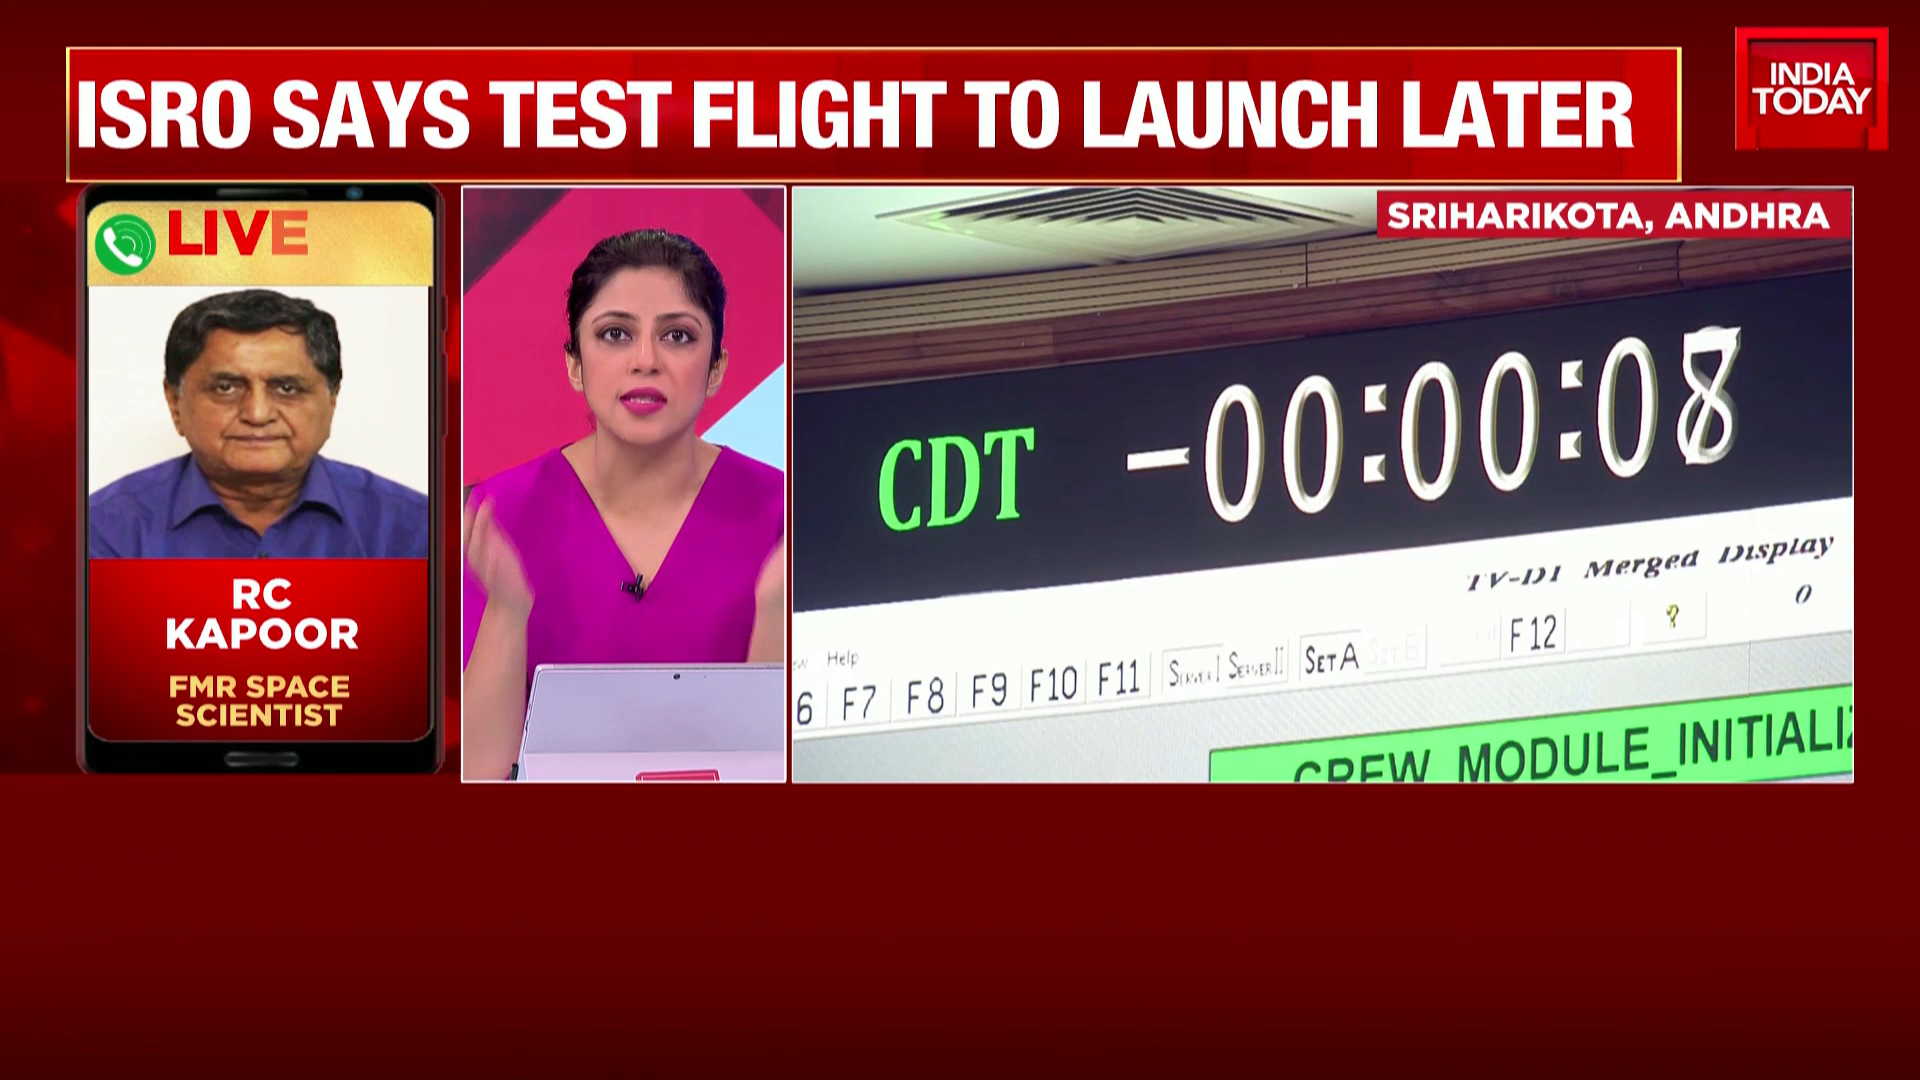 ISRO SAYS TEST FLIGHT TO LAUNCH LATER
INDIA
TODAY
LIVE
RC
KAPOOR
FMR SPACE
SCIENTIST
SRIHARIKOTA, ANDHRA
CDT -00:00:08
TV-D1 Merged Display
0
Help
6 F7 F8 F9 F10 F11 Server I Server II Set A Set B F12 ?
CREW_MODULE_INITIALI